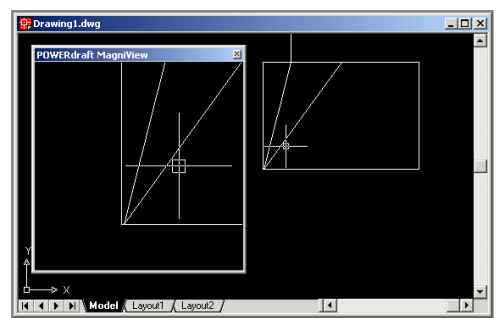 Drawing1.dwg
POWERdraft MagniView
Y
X
Model Layout1 Layout2